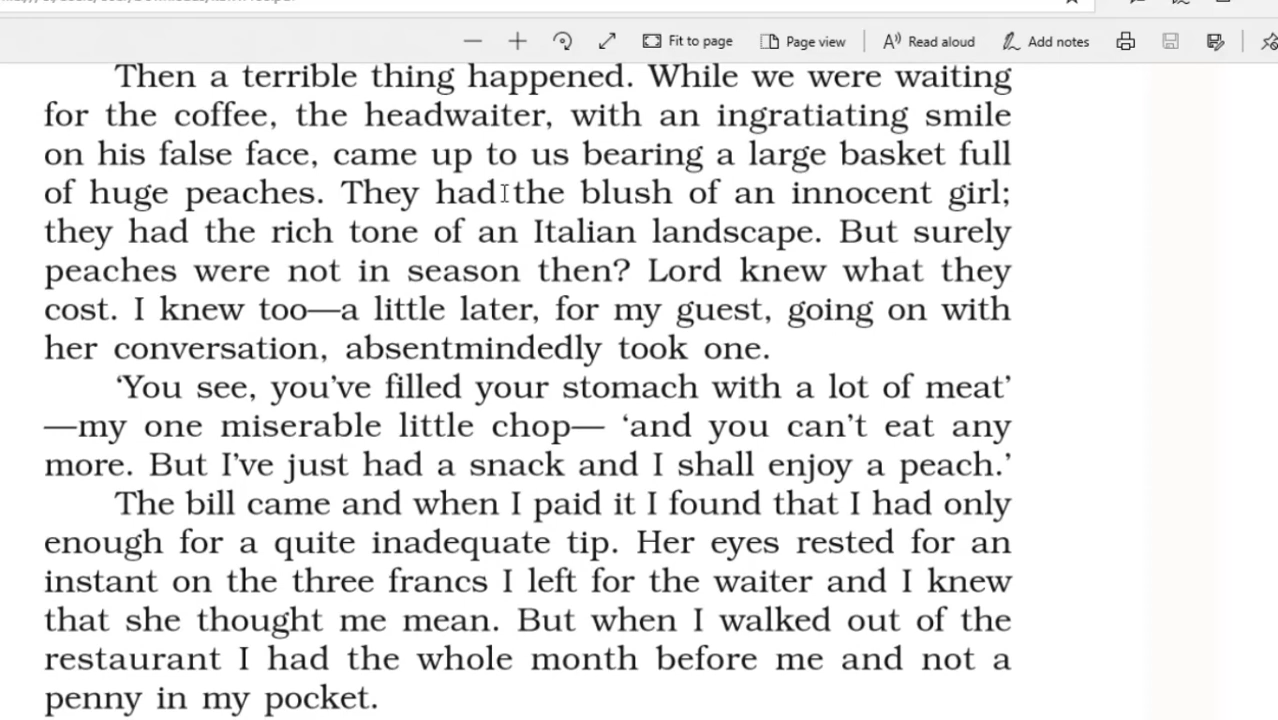 Fit to page
Page view
Read aloud
Add notes
Then a terrible thing happened. While we were waiting
for the coffee, the headwaiter, with an ingratiating smile
on his false face, came up to us bearing a large basket full
of huge peaches. They had the blush of an innocent girl;
they had the rich tone of an Italian landscape. But surely
peaches were not in season then? Lord knew what they
cost. I knew too—a little later, for my guest, going on with
her conversation, absentmindedly took one.
‘You see, you’ve filled your stomach with a lot of meat’
—my one miserable little chop— ‘and you can’t eat any
more. But I’ve just had a snack and I shall enjoy a peach.’
The bill came and when I paid it I found that I had only
enough for a quite inadequate tip. Her eyes rested for an
instant on the three francs I left for the waiter and I knew
that she thought me mean. But when I walked out of the
restaurant I had the whole month before me and not a
penny in my pocket.